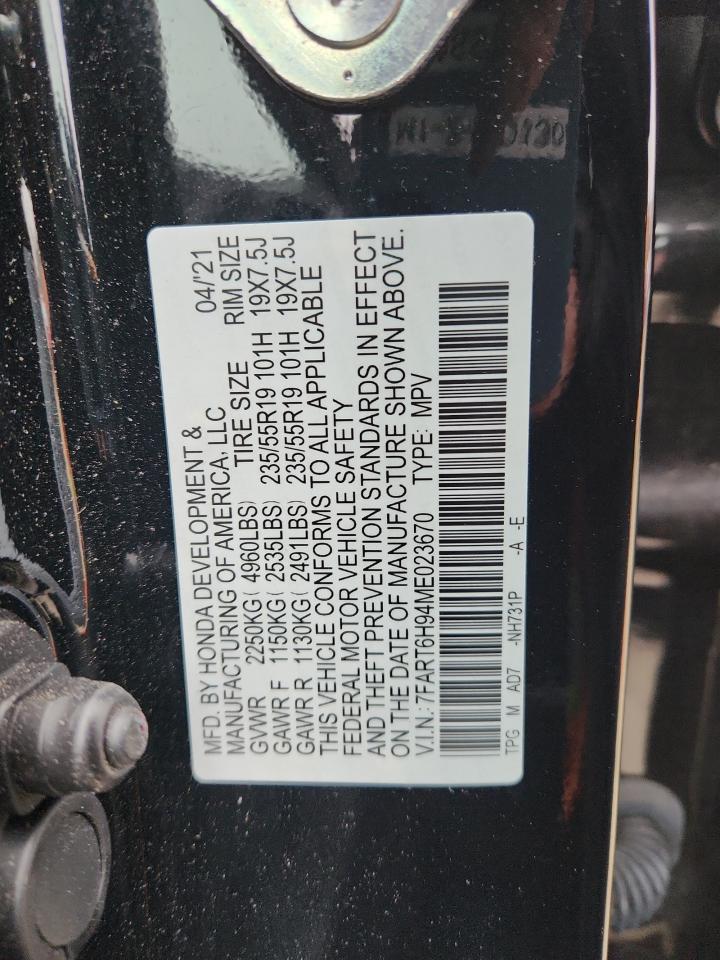 MFD. BY HONDA DEVELOPMENT &
MANUFACTURING OF AMERICA, LLC 04/'21
GVWR 2250KG( 4960LBS) TIRE SIZE RIM SIZE
GAWR F 1150KG( 2535LBS) 235/55R19 101H 19X7.5J
GAWR R 1130KG( 2491LBS) 235/55R19 101H 19X7.5J
THIS VEHICLE CONFORMS TO ALL APPLICABLE
FEDERAL MOTOR VEHICLE SAFETY
AND THEFT PREVENTION STANDARDS IN EFFECT
ON THE DATE OF MANUFACTURE SHOWN ABOVE.
V.I.N.: 7FART6H94ME023670 TYPE: MPV
TPG M AD7 -NH731P -A -E